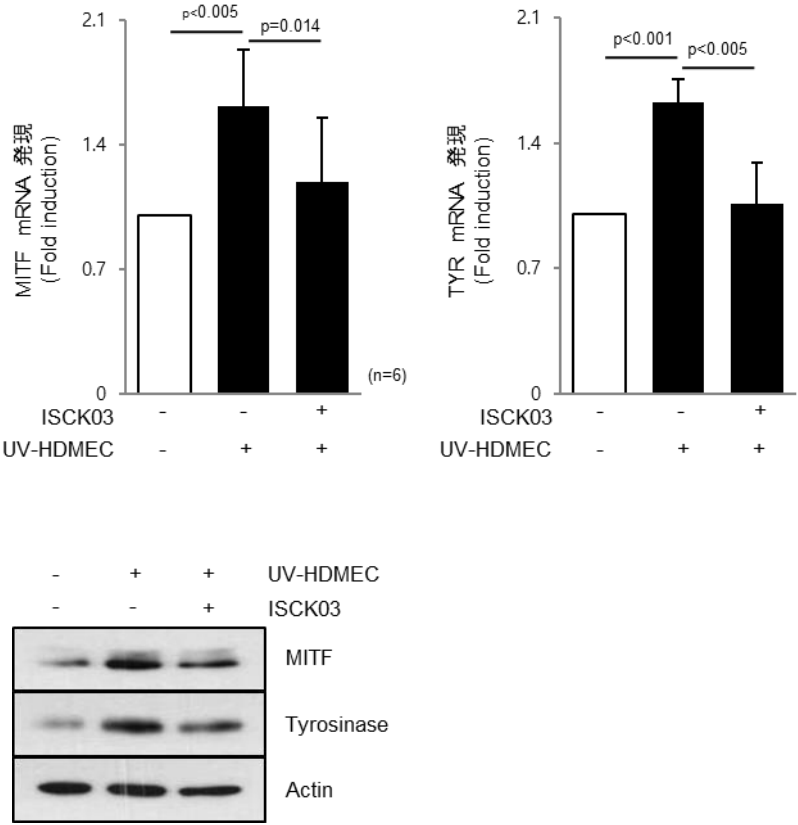 2.1
p<0.005
p=0.014
1.4
0.7
0
MITF mRNA 発現
(Fold induction)
(n=6)
ISCK03 - - +
UV-HDMEC - + +
2.1
p<0.001
p<0.005
1.4
0.7
0
TYR mRNA 発現
(Fold induction)
ISCK03 - - +
UV-HDMEC - + +
- + + UV-HDMEC
- - + ISCK03
MITF
Tyrosinase
Actin